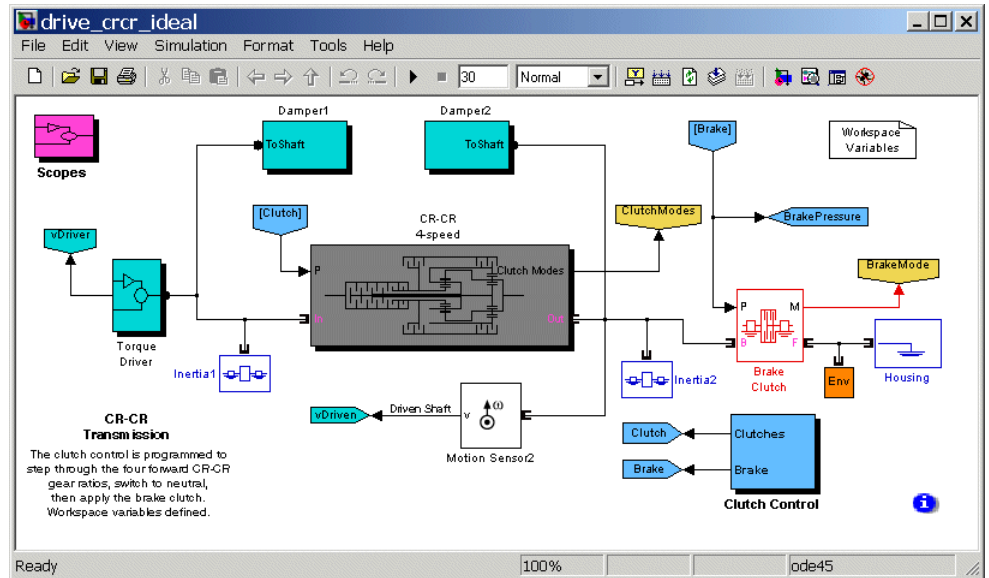 drive_crcr_ideal
File Edit View Simulation Format Tools Help
30
Normal
Damper1
Damper2
ToShaft
ToShaft
[Brake]
Workspace
Variables
Scopes
[Clutch]
CR-CR
4-speed
ClutchModes
BrakePressure
vDriver
P
Clutch Modes
BrakeMode
P
M
Out
B
F
Torque
Driver
Inertia1
Inertia2
Brake
Clutch
Env
Housing
CR-CR
Transmission
The clutch control is programmed to
step through the four forward CR-CR
gear ratios, switch to neutral,
then apply the brake clutch.
Workspace variables defined.
vDriven
Driven Shaft
v
ω
Motion Sensor2
Clutch
Clutches
Brake
Brake
Clutch Control
Ready
100%
ode45